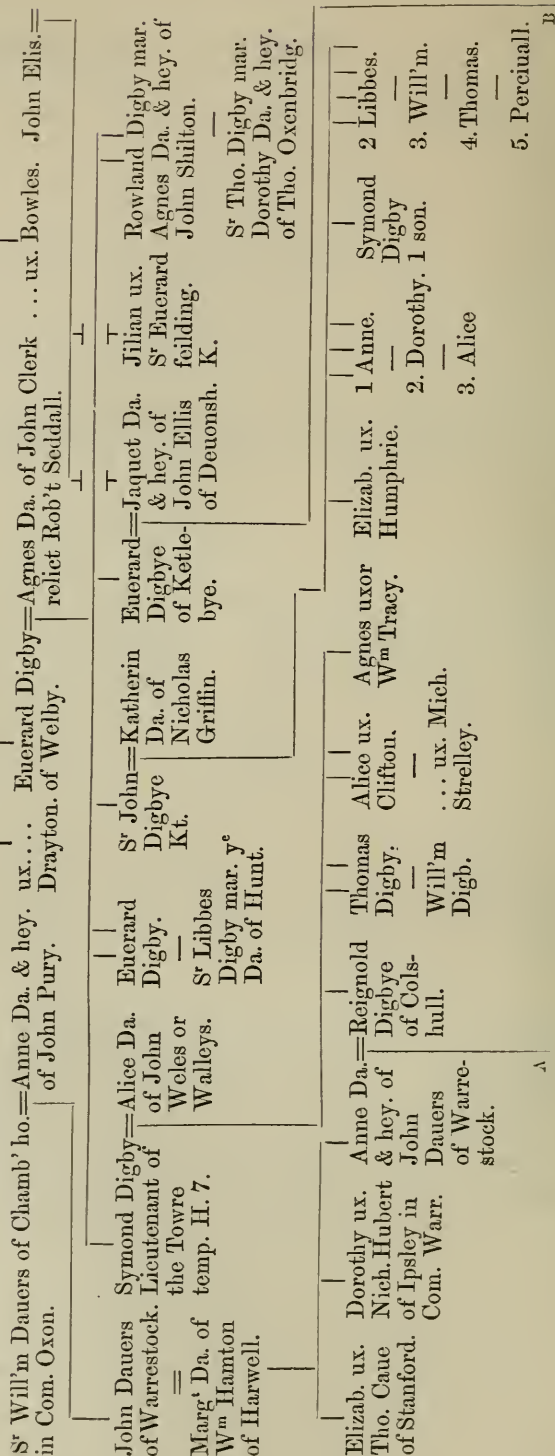 Sr Will'm Dauers of Chamb' ho.=Anne Da. & hey. ux....
in Com. Oxon.
of John Pury.
Drayton.
Euerard Digby=Agnes Da. of John Clerk
of Welby.
relict Rob't Seddall.
... ux. Bowles.
John Elis.=
John Dauers
of Warrestock.
=
Margt Da. of
Wm Hamton
of Harwell.
Symond Digby=Alice Da.
Lieutenant of
the Towre
temp. H. 7.
of John
Weles or
Walleys.
Euerard
Digby.
—
Sr Libbes
Digby mar. ye
Da. of Hunt.
Sr John=Katherin
Digbye
Kt.
Da. of
Nicholas
Griffin.
Euerard=Jaquet Da.
Digbye
of Ketle-
bye.
& hey. of
John Ellis
of Deuonsh.
Jilian ux.
Sr Euerard
feilding.
K.
Rowland Digby mar.
Agnes Da. & hey. of
John Shilton.
—
Sr Tho. Digby mar.
Dorothy Da. & hey.
of Tho. Oxenbridg.
Elizab. ux.
Tho. Caue
of Stanford.
Dorothy ux.
Nich. Hubert
of Ipsley in
Com. Warr.
Anne Da.=Reignold
& hey. of
John
Dauers
of Warre-
stock.
Digbye
of Cols-
hull.
Thomas
Digby.
—
Will'm
Digb.
Alice ux.
Clifton.
—
... ux. Mich.
Strelley.
Agnes uxor
Wm Tracy.
Elizab. ux.
Humphrie.
1 Anne.
—
2. Dorothy.
—
3. Alice
Symond
Digby
1 son.
2 Libbes.
—
3. Will'm.
—
4. Thomas.
—
5. Perciuall.
A
B